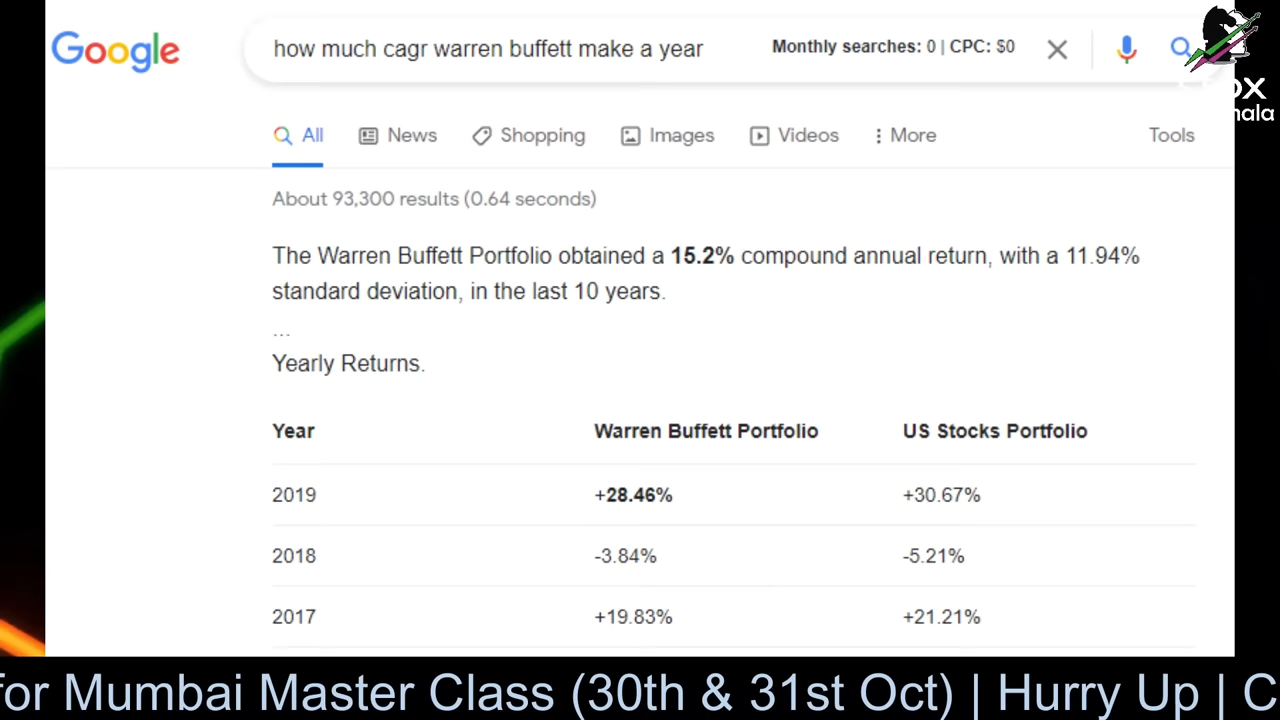 Google
how much cagr warren buffett make a year
Monthly searches: 0 | CPC: $0
All News Shopping Images Videos More Tools
About 93,300 results (0.64 seconds)
The Warren Buffett Portfolio obtained a 15.2% compound annual return, with a 11.94%
standard deviation, in the last 10 years.
...
Yearly Returns.
Year Warren Buffett Portfolio US Stocks Portfolio
2019 +28.46% +30.67%
2018 -3.84% -5.21%
2017 +19.83% +21.21%
for Mumbai Master Class (30th & 31st Oct) | Hurry Up | C